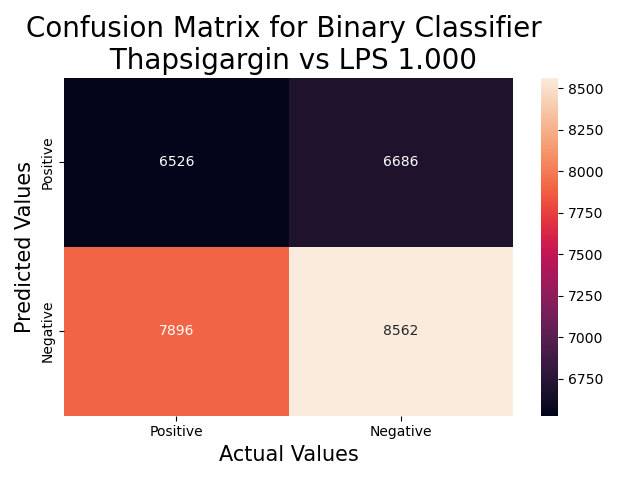 Confusion Matrix for Binary Classifier
Thapsigargin vs LPS 1.000
Predicted Values
Positive
Negative
6526
6686
7896
8562
Positive
Negative
Actual Values
8500
8250
8000
7750
7500
7250
7000
6750